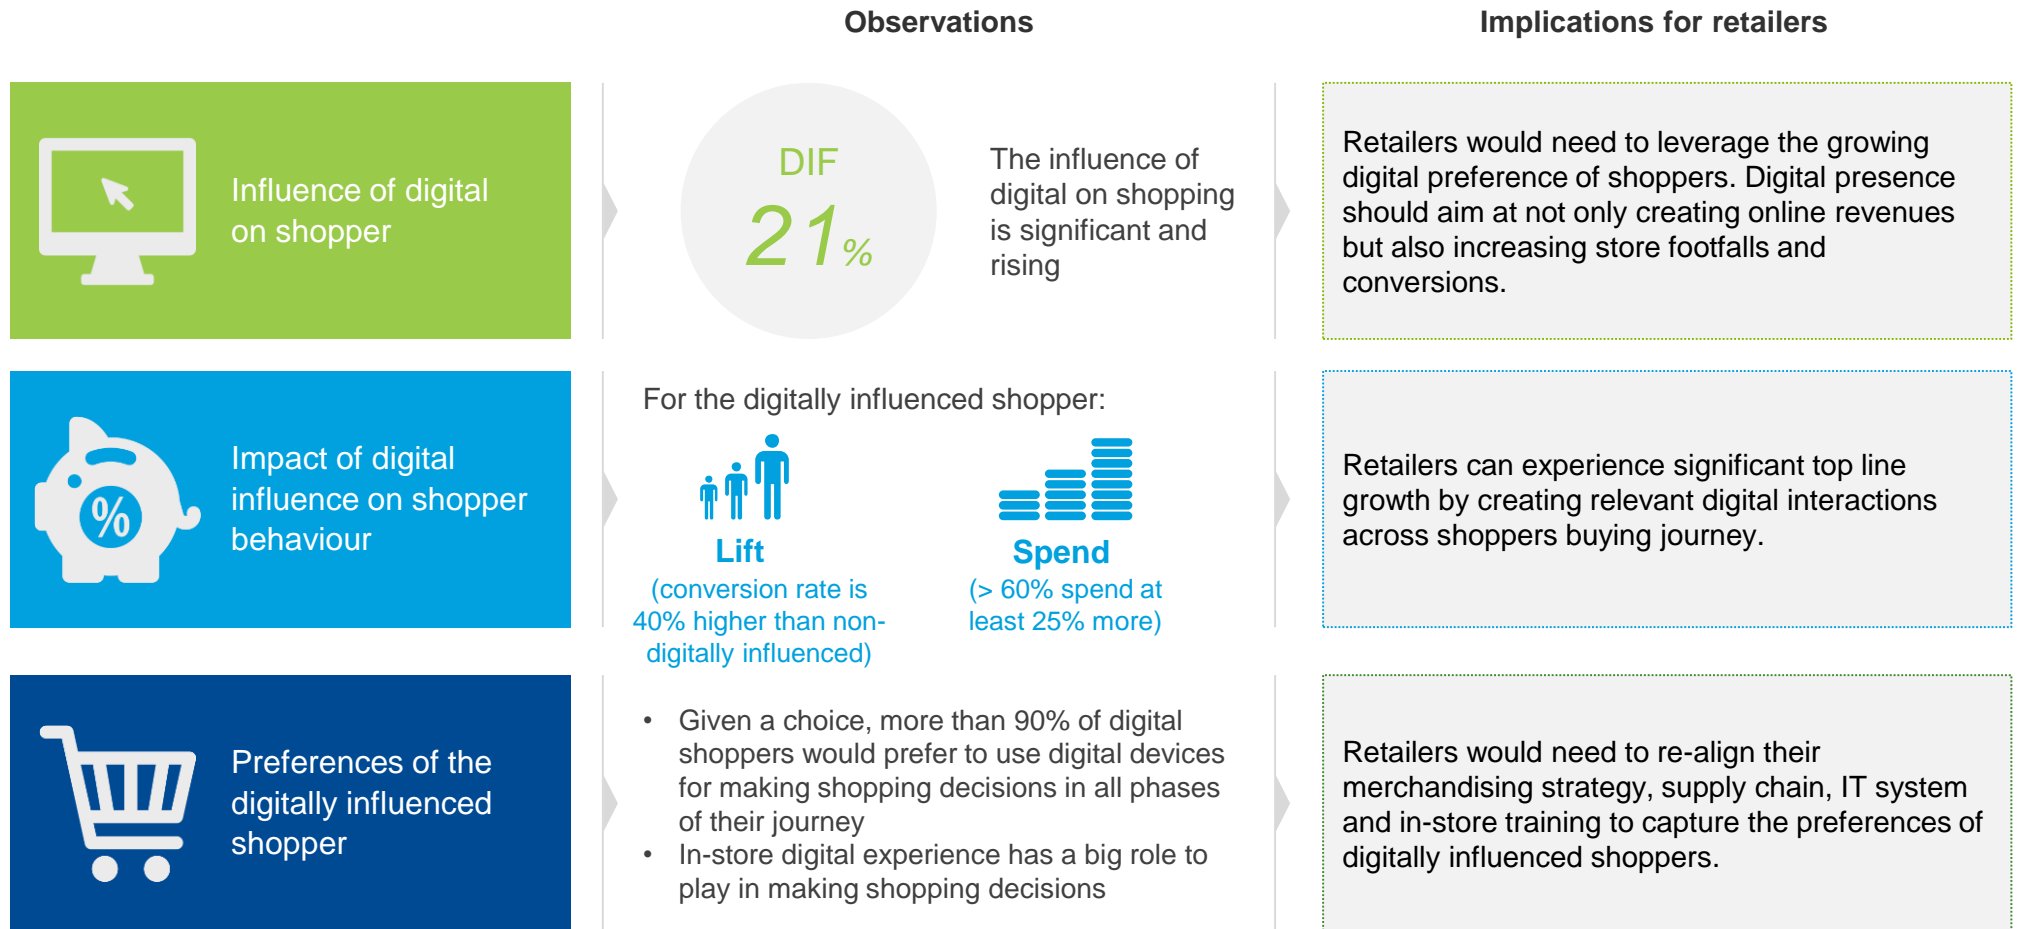 Observations
Implications for retailers
Influence of digital
on shopper
DIF
21%
The influence of
digital on shopping
is significant and
rising
Retailers would need to leverage the growing
digital preference of shoppers. Digital presence
should aim at not only creating online revenues
but also increasing store footfalls and
conversions.
%
Impact of digital
influence on shopper
behaviour
For the digitally influenced shopper:
Lift
(conversion rate is
40% higher than non-
digitally influenced)
Spend
(> 60% spend at
least 25% more)
Retailers can experience significant top line
growth by creating relevant digital interactions
across shoppers buying journey.
Preferences of the
digitally influenced
shopper
• Given a choice, more than 90% of digital
shoppers would prefer to use digital devices
for making shopping decisions in all phases
of their journey
• In-store digital experience has a big role to
play in making shopping decisions
Retailers would need to re-align their
merchandising strategy, supply chain, IT system
and in-store training to capture the preferences of
digitally influenced shoppers.